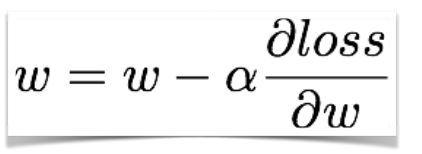 w = w − α ∂loss/∂w